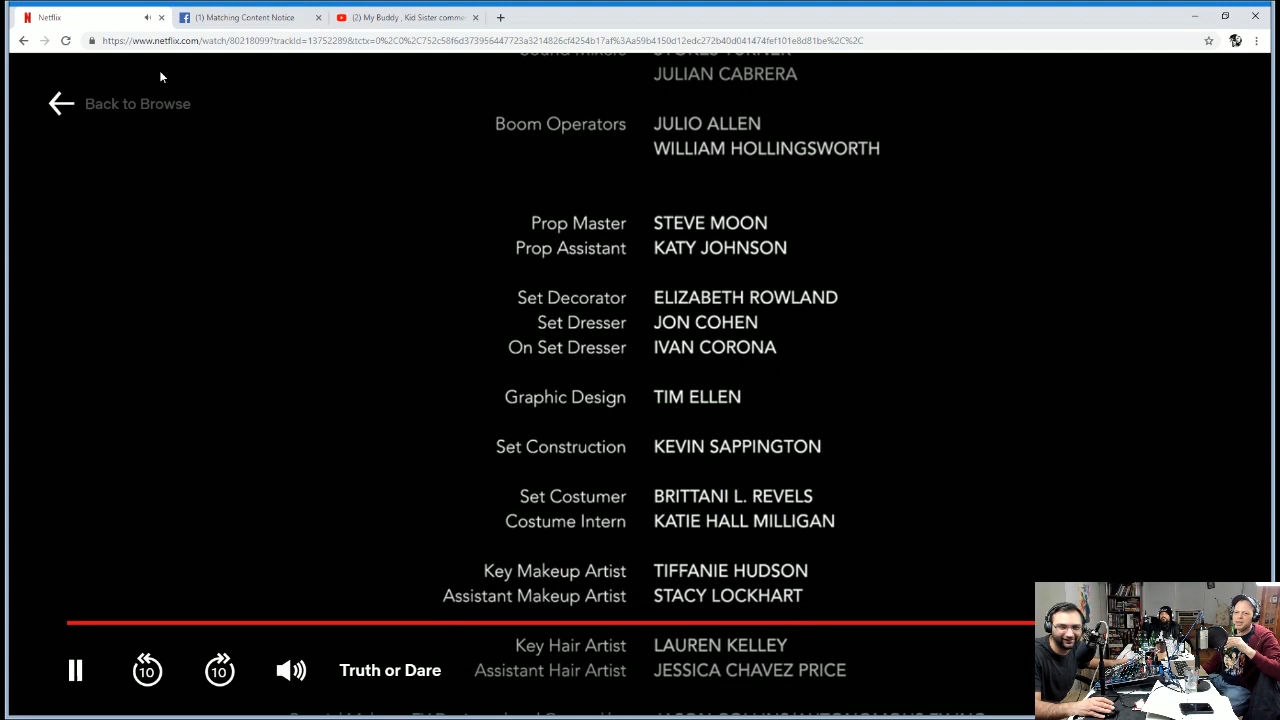 Netflix
(1) Matching Content Notice
(2) My Buddy , Kid Sister comme
https://www.netflix.com/watch/80218099?trackId=13752289&tctx=0%2C0%2C752c58f6d373956447723a3214826cf4254b17af%3Aa59b4150d12edc272b40d041474fef101e8d81be%2C%2C
JULIAN CABRERA
Back to Browse
Boom Operators JULIO ALLEN
WILLIAM HOLLINGSWORTH
Prop Master STEVE MOON
Prop Assistant KATY JOHNSON
Set Decorator ELIZABETH ROWLAND
Set Dresser JON COHEN
On Set Dresser IVAN CORONA
Graphic Design TIM ELLEN
Set Construction KEVIN SAPPINGTON
Set Costumer BRITTANI L. REVELS
Costume Intern KATIE HALL MILLIGAN
Key Makeup Artist TIFFANIE HUDSON
Assistant Makeup Artist STACY LOCKHART
Key Hair Artist LAUREN KELLEY
10 10 Truth or Dare Assistant Hair Artist JESSICA CHAVEZ PRICE